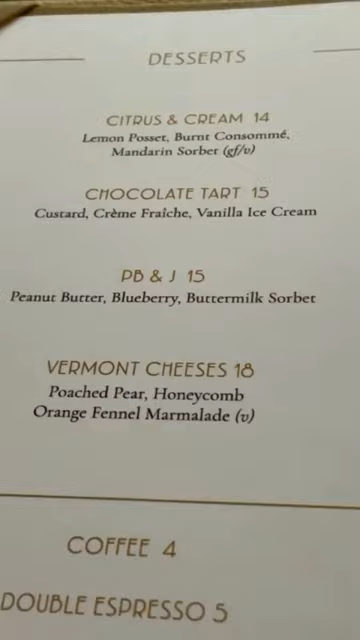 DESSERTS
CITRUS & CREAM 14
Lemon Posset, Burnt Consommé,
Mandarin Sorber (gf/v)
CHOCOLATE TART 15
Custard, Crème Fraîche, Vanilla Ice Cream
PB & J 15
Peanut Butter, Blueberry, Buttermilk Sorbet
VERMONT CHEESES 18
Poached Pear, Honeycomb
Orange Fennel Marmalade (v)
COFFEE 4
DOUBLE ESPRESSO 5